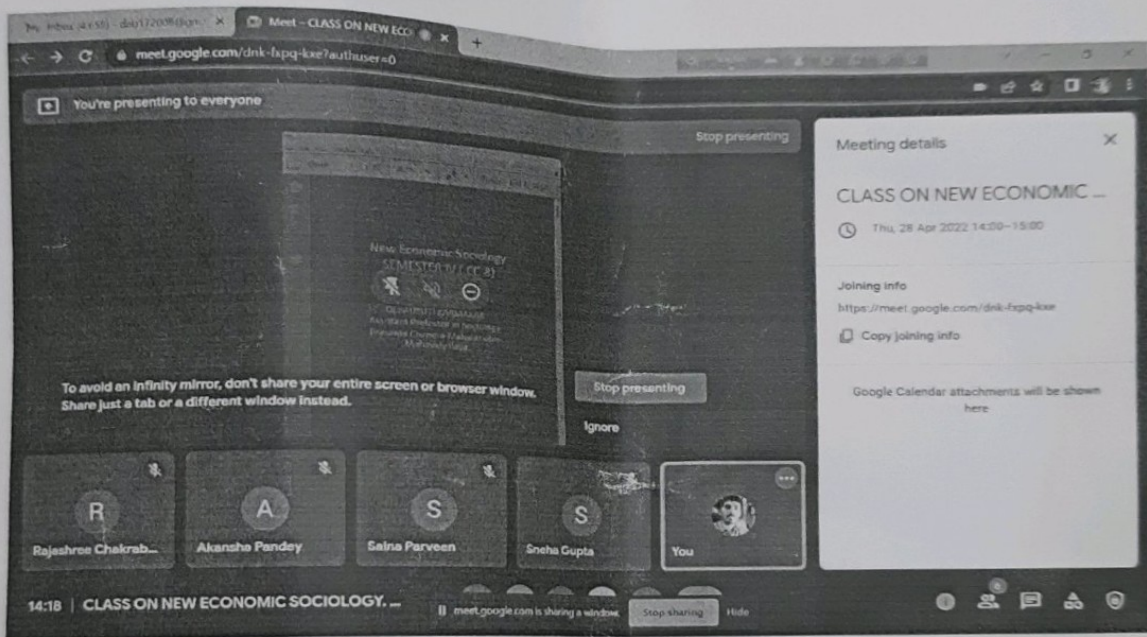 Meet – CLASS ON NEW ECO
meet.google.com/dnk-fxpq-kxe?authuser=0
You're presenting to everyone
Stop presenting
New Economic Sociology
SEMESTER
To avoid an infinity mirror, don't share your entire screen or browser window.
Share just a tab or a different window instead.
Stop presenting
Ignore
R
Rajashree Chakrab...
A
Akansha Pandey
S
Saina Parveen
S
Sneha Gupta
You
14:18 | CLASS ON NEW ECONOMIC SOCIOLOGY. ...
meet.google.com is sharing a window.
Stop sharing
Hide
Meeting details
CLASS ON NEW ECONOMIC ...
Thu, 28 Apr 2022 14:00–15:00
Joining info
https://meet.google.com/dnk-fxpq-kxe
Copy joining info
Google Calendar attachments will be shown
here